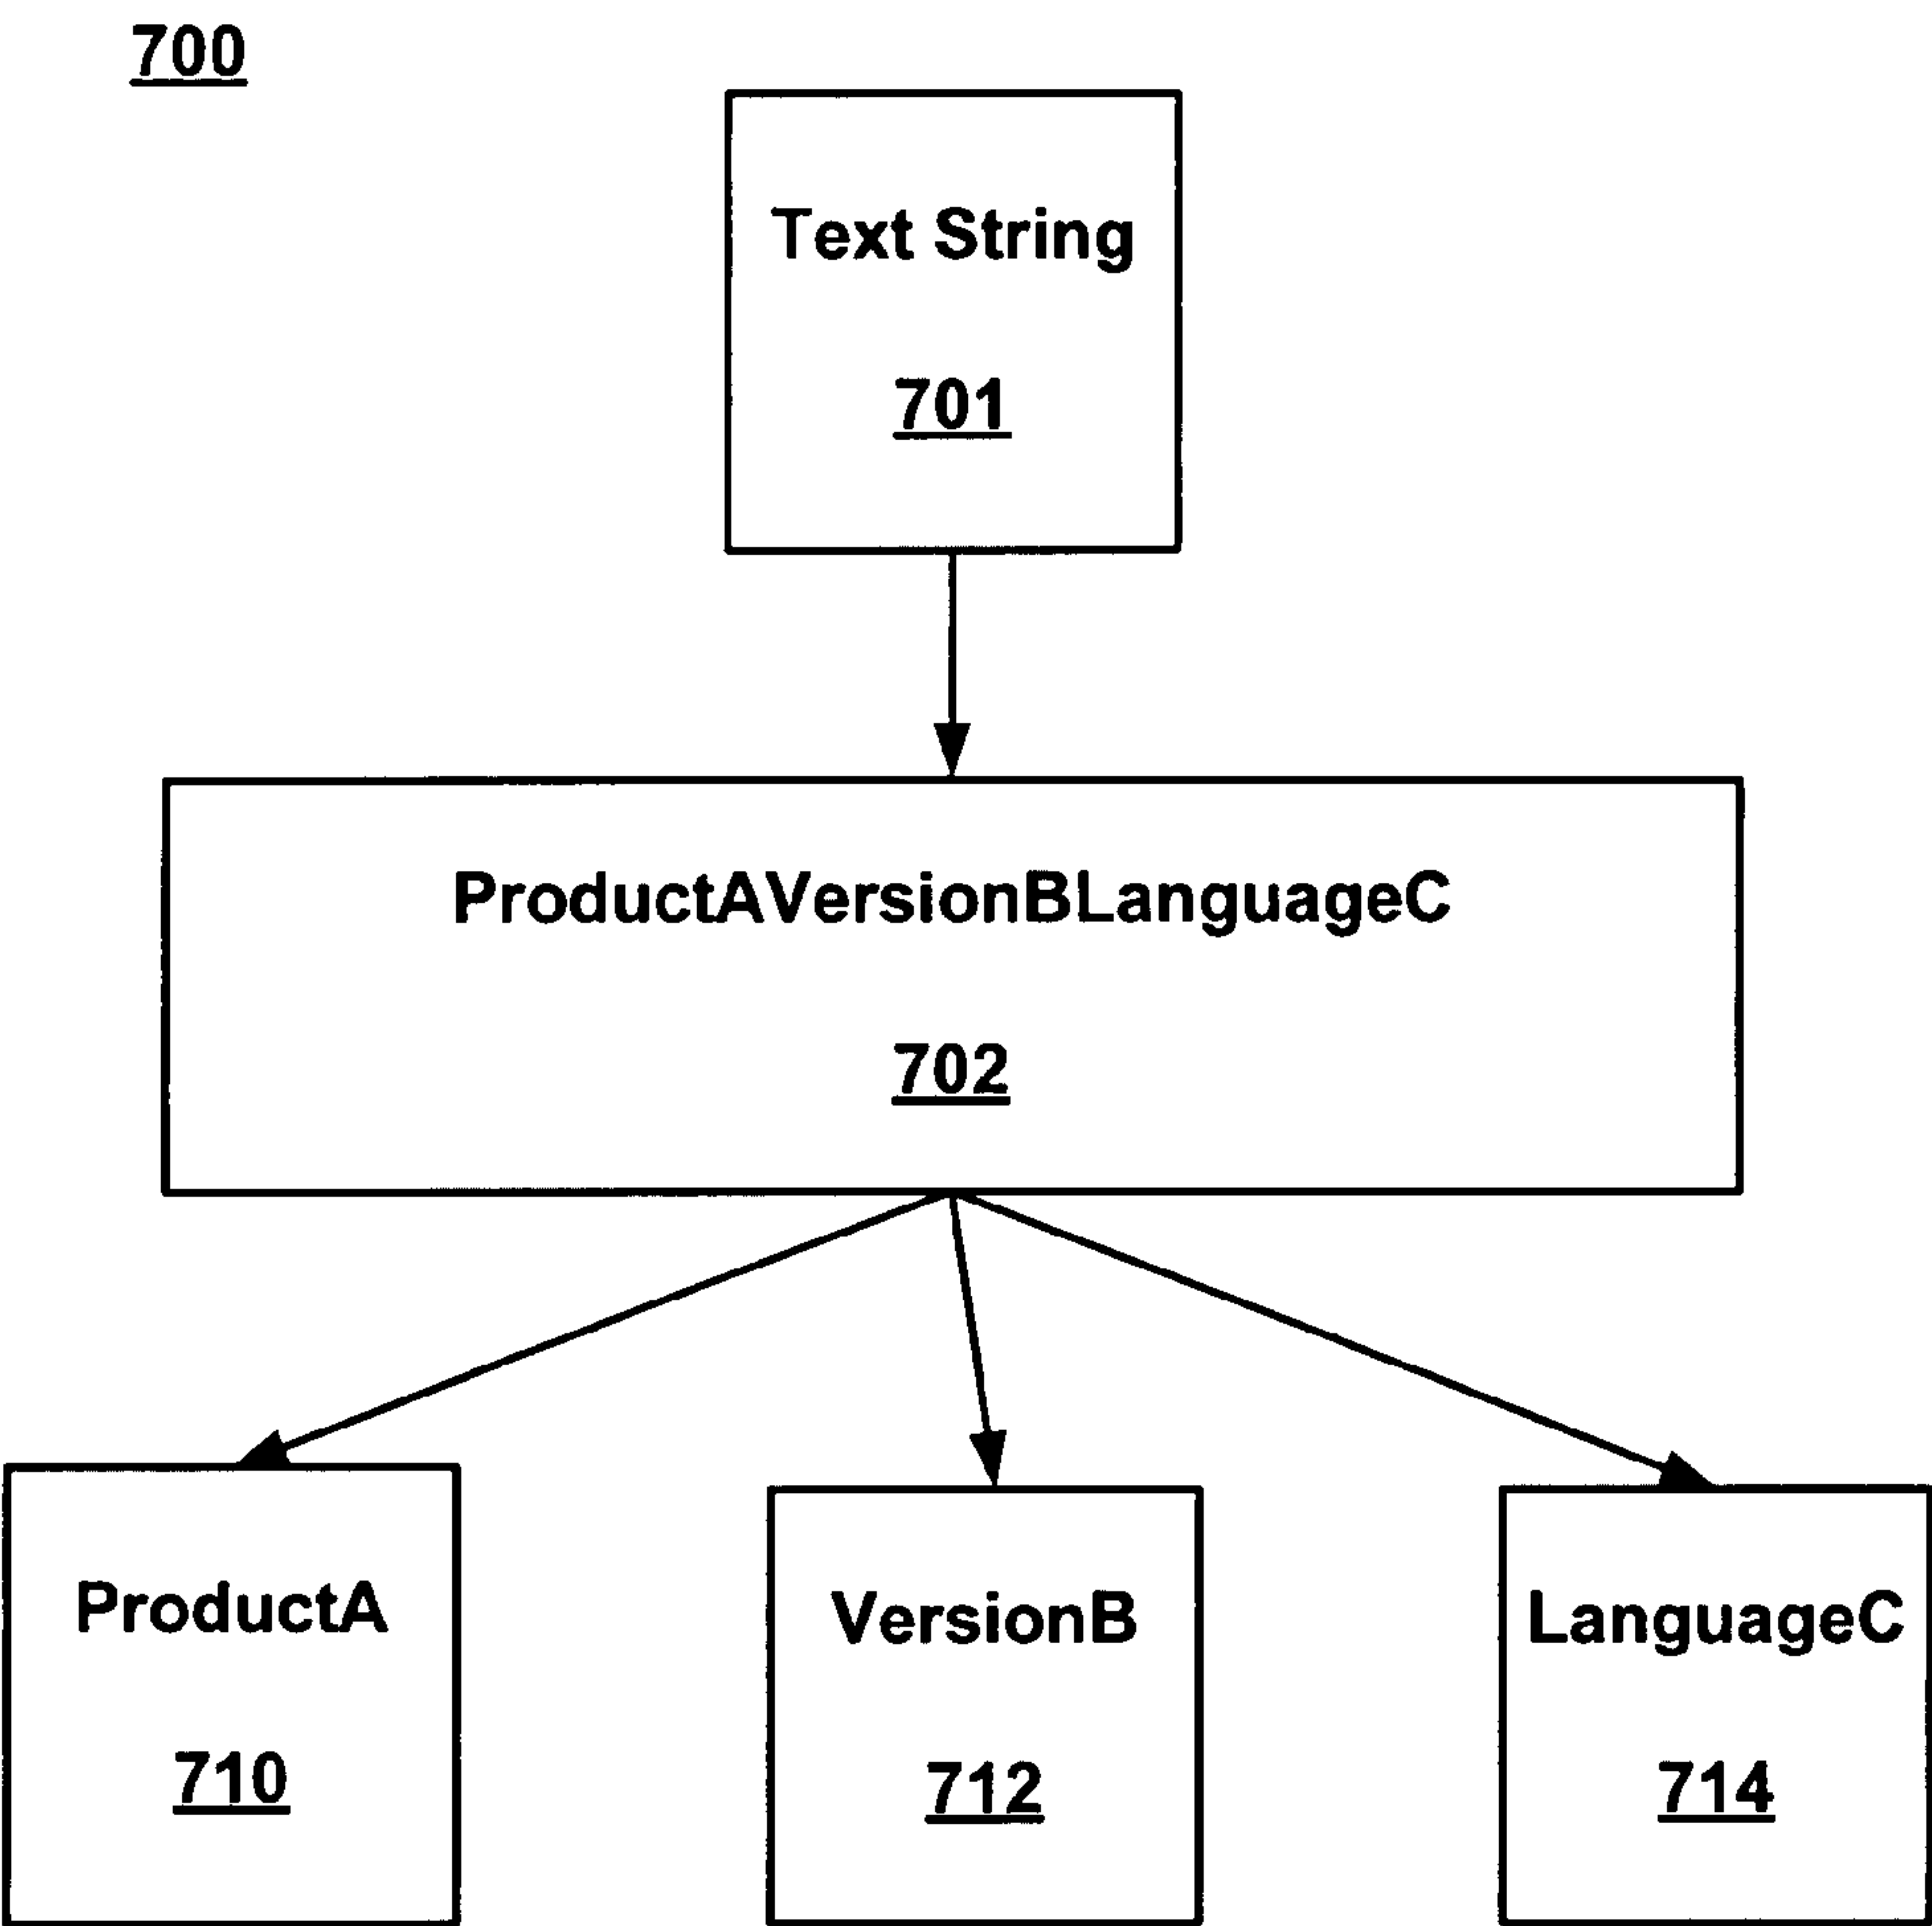 700
Text String
701
ProductAVersionBLanguageC
702
ProductA
710
VersionB
712
LanguageC
714